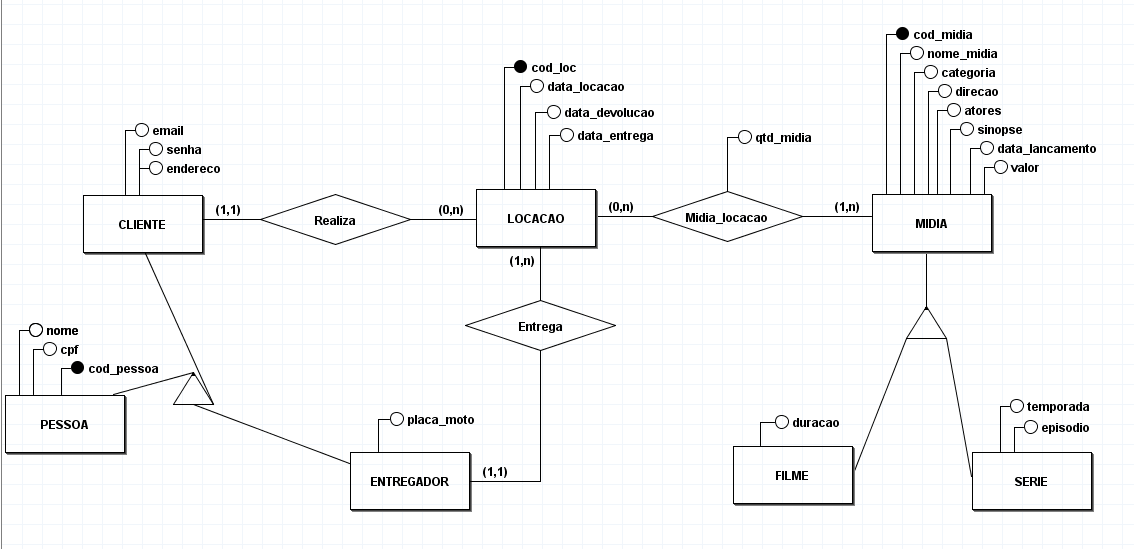 cod_midia
nome_midia
categoria
direcao
atores
sinopse
data_lancamento
valor
cod_loc
data_locacao
data_devolucao
data_entrega
qtd_midia
email
senha
endereco
CLIENTE
(1,1)
Realiza
(0,n)
LOCACAO
(0,n)
Midia_locacao
(1,n)
MIDIA
(1,n)
Entrega
nome
cpf
cod_pessoa
PESSOA
placa_moto
ENTREGADOR
(1,1)
duracao
FILME
temporada
episodio
SERIE